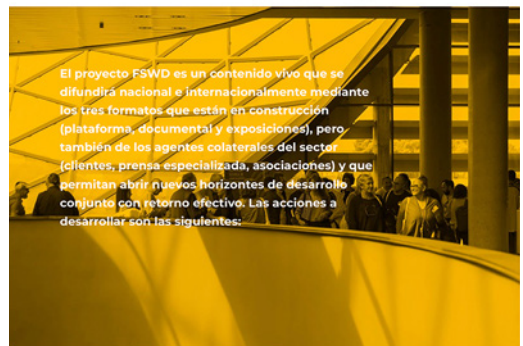 El proyecto FSWD es un contenido vivo que se
difundirá nacional e internacionalmente mediante
los tres formatos que están en construcción
(plataforma, documental y exposiciones), pero
también de los agentes colaterales del sector
(clientes, prensa especializada, asociaciones) y que
permitan abrir nuevos horizontes de desarrollo
conjunto con retorno efectivo. Las acciones a
desarrollar son las siguientes: